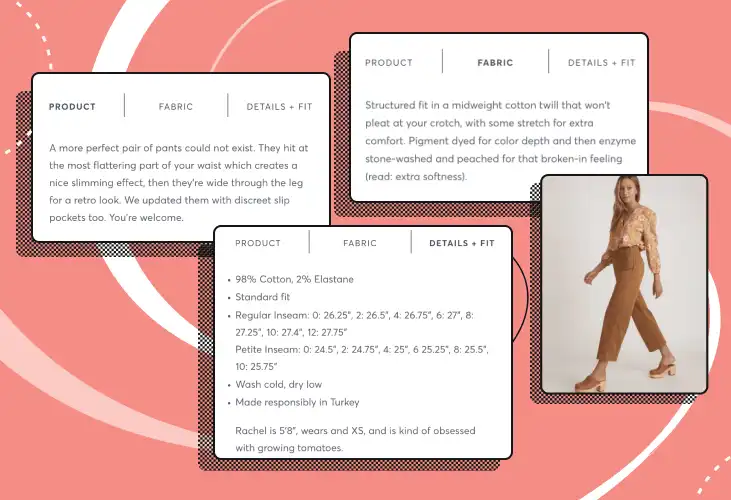 PRODUCT FABRIC DETAILS + FIT
A more perfect pair of pants could not exist. They hit at
the most flattering part of your waist which creates a
nice slimming effect, then they're wide through the leg
for a retro look. We updated them with discreet slip
pockets too. You're welcome.
PRODUCT FABRIC DETAILS + FIT
Structured fit in a midweight cotton twill that won't
pleat at your crotch, with some stretch for extra
comfort. Pigment dyed for color depth and then enzyme
stone-washed and peached for that broken-in feeling
(read: extra softness).
PRODUCT FABRIC DETAILS + FIT
• 98% Cotton, 2% Elastane
• Standard fit
• Regular Inseam: 0: 26.25", 2: 26.5", 4: 26.75", 6: 27", 8:
27.25", 10: 27.4", 12: 27.75"
Petite Inseam: 0: 24.5", 2: 24.75", 4: 25", 6 25.25", 8: 25.5",
10: 25.75"
• Wash cold, dry low
• Made responsibly in Turkey
Rachel is 5'8", wears and XS, and is kind of obsessed
with growing tomatoes.